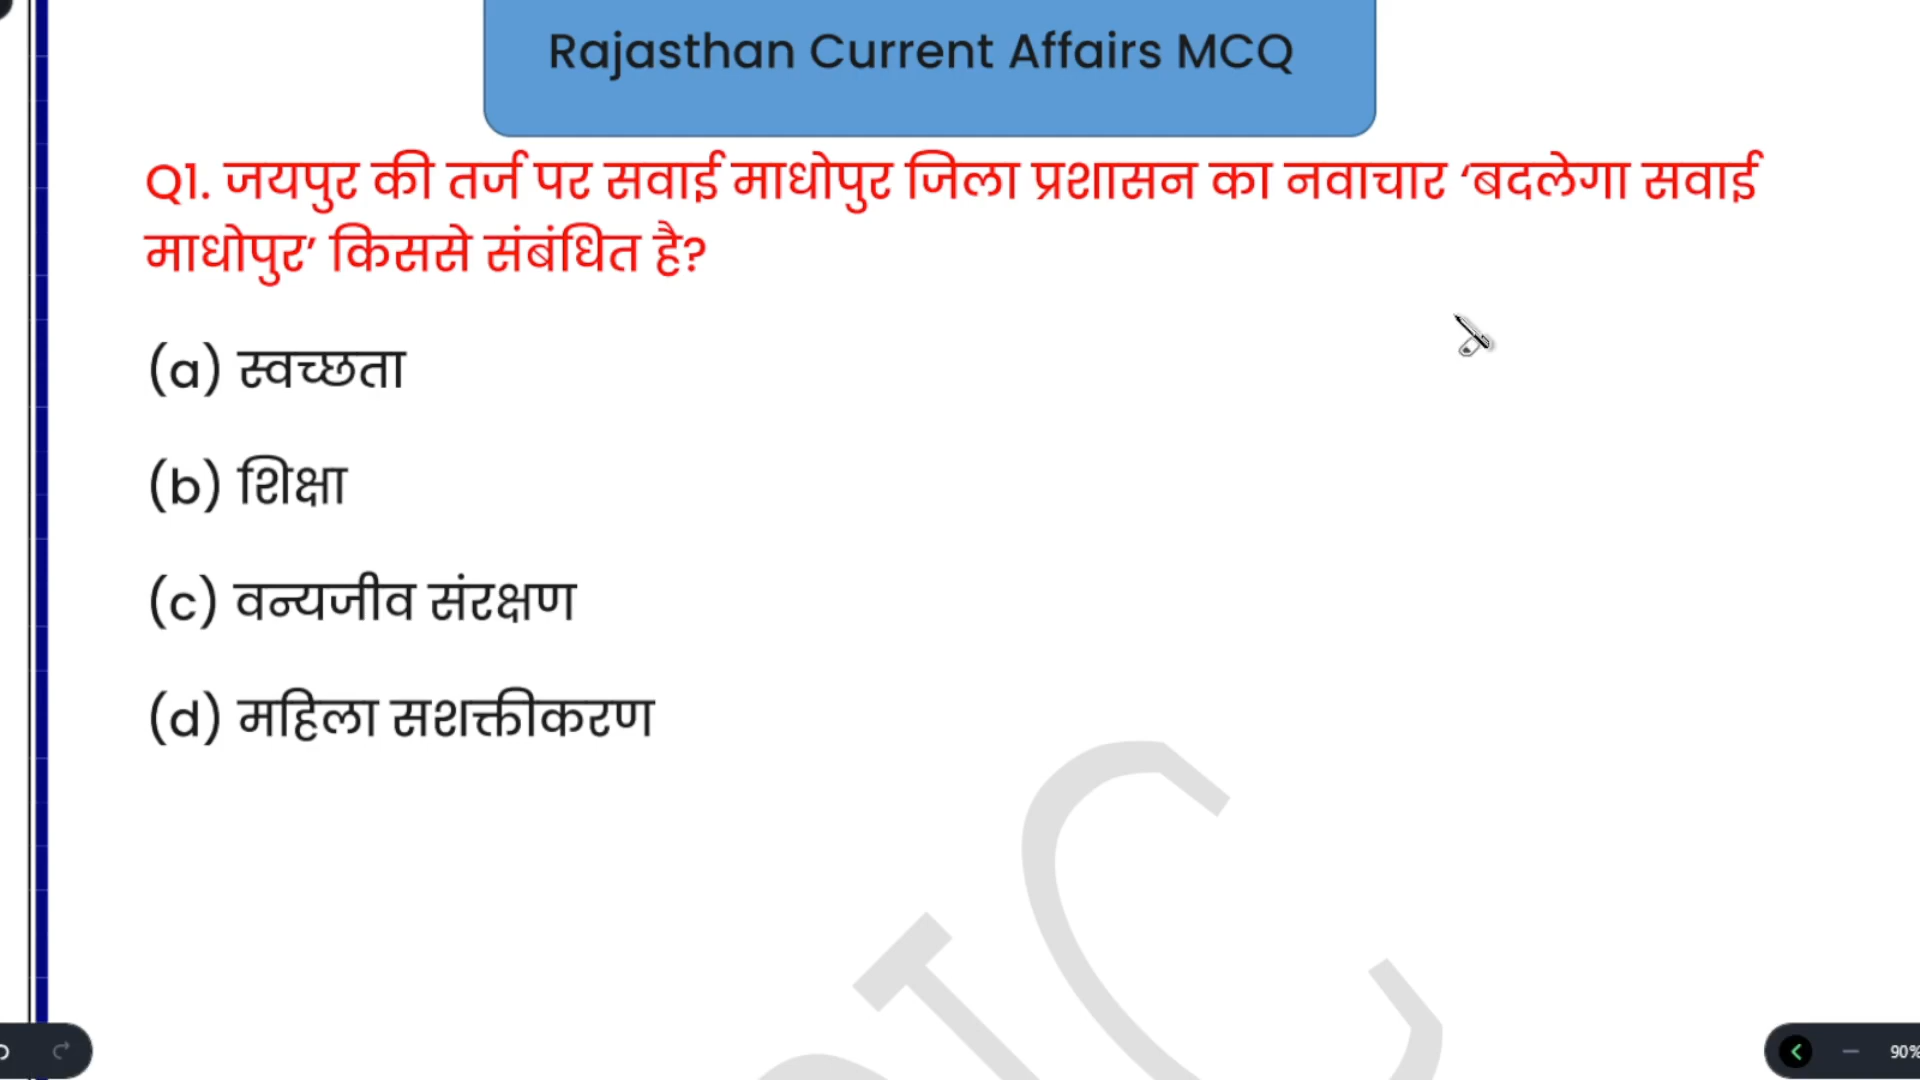 Rajasthan Current Affairs MCQ
Q1. जयपुर की तर्ज पर सवाई माधोपुर जिला प्रशासन का नवाचार ‘बदलेगा सवाई
माधोपुर’ किससे संबंधित है?
(a) स्वच्छता
(b) शिक्षा
(c) वन्यजीव संरक्षण
(d) महिला सशक्तीकरण
90%